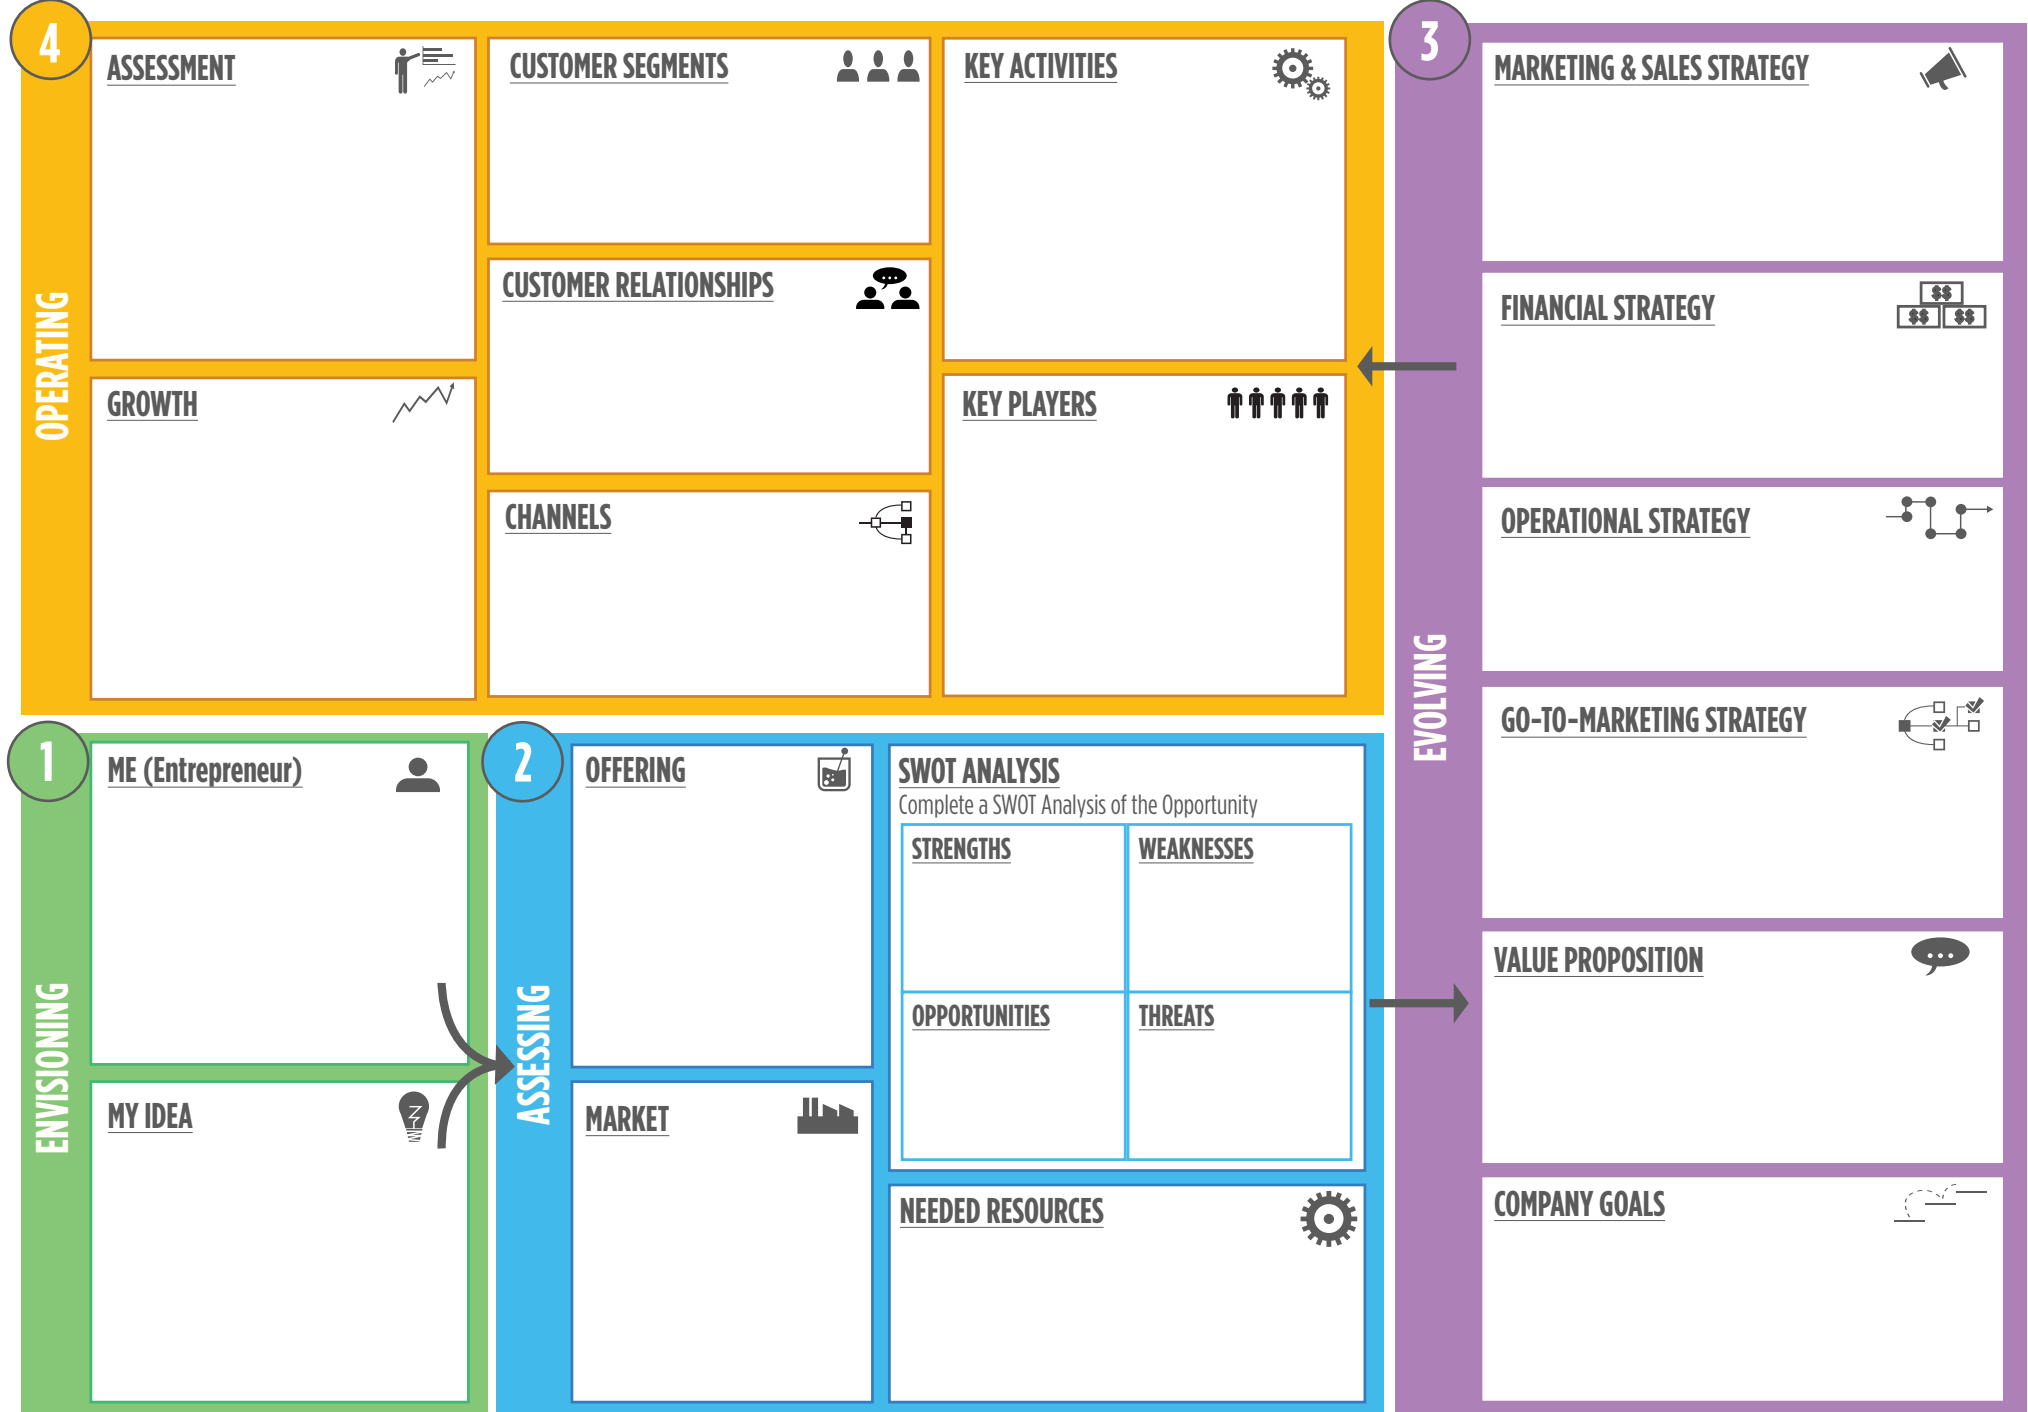 4
OPERATING
ASSESSMENT
GROWTH
CUSTOMER SEGMENTS
CUSTOMER RELATIONSHIPS
CHANNELS
KEY ACTIVITIES
KEY PLAYERS
3
EVOLVING
MARKETING & SALES STRATEGY
FINANCIAL STRATEGY
$$
$$ $$
OPERATIONAL STRATEGY
GO-TO-MARKETING STRATEGY
VALUE PROPOSITION
COMPANY GOALS
1
ENVISIONING
ME (Entrepreneur)
MY IDEA
2
ASSESSING
OFFERING
MARKET
SWOT ANALYSIS
Complete a SWOT Analysis of the Opportunity
STRENGTHS
WEAKNESSES
OPPORTUNITIES
THREATS
NEEDED RESOURCES